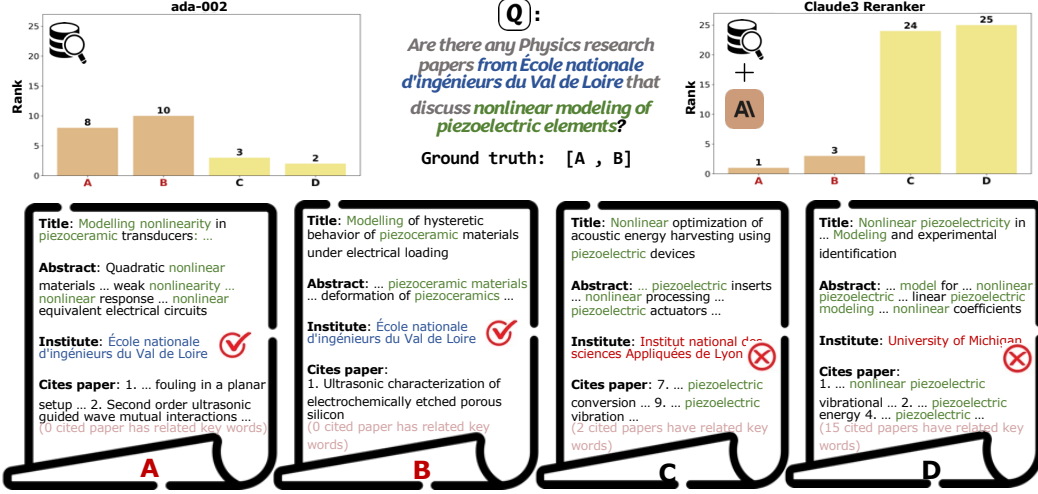 ada-002
Rank
25
20
15
10
5
0
8
10
3
2
A
B
C
D
Q :
Are there any Physics research
papers from École nationale
d'ingénieurs du Val de Loire that
discuss nonlinear modeling of
piezoelectric elements?
Ground truth: [A , B]
Claude3 Reranker
Rank
25
20
15
10
5
0
+
A\
1
3
24
25
A
B
C
D
Title: Modelling nonlinearity in
piezoceramic transducers: ...
Abstract: Quadratic nonlinear
materials ... weak nonlinearity ...
nonlinear response ... nonlinear
equivalent electrical circuits
Institute: École nationale
d'ingénieurs du Val de Loire
Cites paper: 1. ... fouling in a planar
setup ... 2. Second order ultrasonic
guided wave mutual interactions ...
(0 cited paper has related key words)
A
Title: Modelling of hysteretic
behavior of piezoceramic materials
under electrical loading
Abstract: ... piezoceramic materials
... deformation of piezoceramics ...
Institute: École nationale
d'ingénieurs du Val de Loire
Cites paper:
1. Ultrasonic characterization of
electrochemically etched porous
silicon
(0 cited paper has related key
words)
B
Title: Nonlinear optimization of
acoustic energy harvesting using
piezoelectric devices
Abstract: ... piezoelectric inserts
... nonlinear processing ...
piezoelectric actuators ...
Institute: Institut national des
sciences Appliquées de Lyon
Cites paper: 7. ... piezoelectric
conversion ... 9. ... piezoelectric
vibration ...
(2 cited papers have related key
words)
C
Title: Nonlinear piezoelectricity in
... Modeling and experimental
identification
Abstract: ... model for ... nonlinear
piezoelectric ... linear piezoelectric
modeling ... nonlinear coefficients
Institute: University of Michigan
Cites paper:
1. ... nonlinear piezoelectric
vibrational ... 2. ... piezoelectric
energy 4. ... piezoelectric ...
(15 cited papers have related key
words)
D